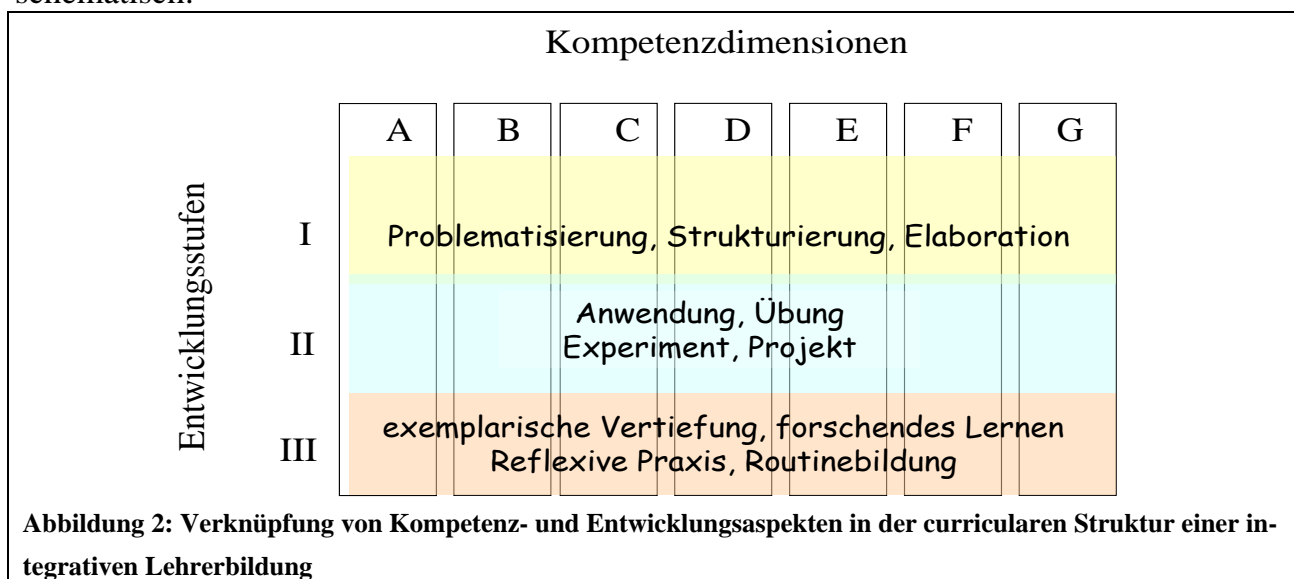 schematisch:
Kompetenzdimensionen
A B C D E F G
Entwicklungsstufen
I
Problematisierung, Strukturierung, Elaboration
II
Anwendung, Übung
Experiment, Projekt
III
exemplarische Vertiefung, forschendes Lernen
Reflexive Praxis, Routinebildung
Abbildung 2: Verknüpfung von Kompetenz- und Entwicklungsaspekten in der curricularen Struktur einer in-
tegrativen Lehrerbildung